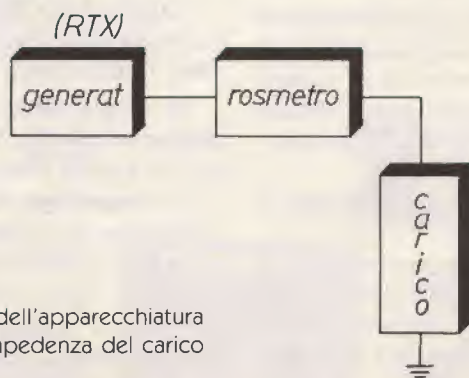 (RTX)
generat
rosmetro
carico
dell'apparecchiatura
mpedenza del carico